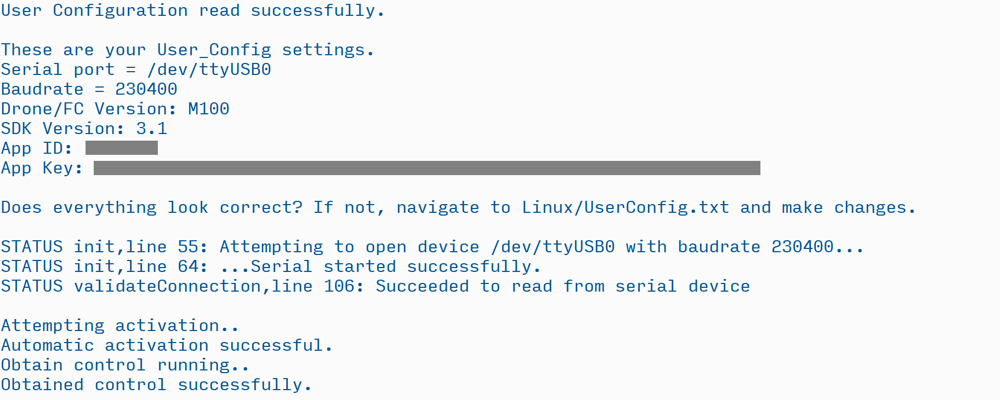 User Configuration read successfully.
These are your User_Config settings.
Serial port = /dev/ttyUSB0
Baudrate = 230400
Drone/FC Version: M100
SDK Version: 3.1
App ID:
App Key:
Does everything look correct? If not, navigate to Linux/UserConfig.txt and make changes.
STATUS init,line 55: Attempting to open device /dev/ttyUSB0 with baudrate 230400...
STATUS init,line 64: ...Serial started successfully.
STATUS validateConnection,line 106: Succeeded to read from serial device
Attempting activation..
Automatic activation successful.
Obtain control running..
Obtained control successfully.